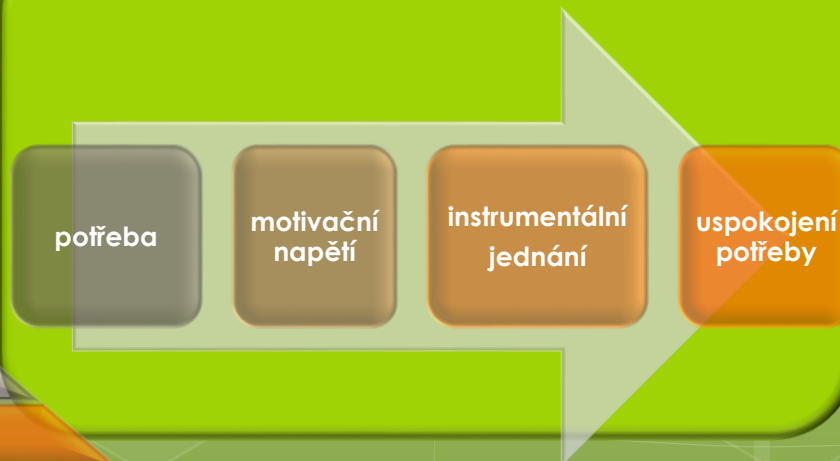 potřeba
motivační
napětí
instrumentální
jednání
uspokojení
potřeby